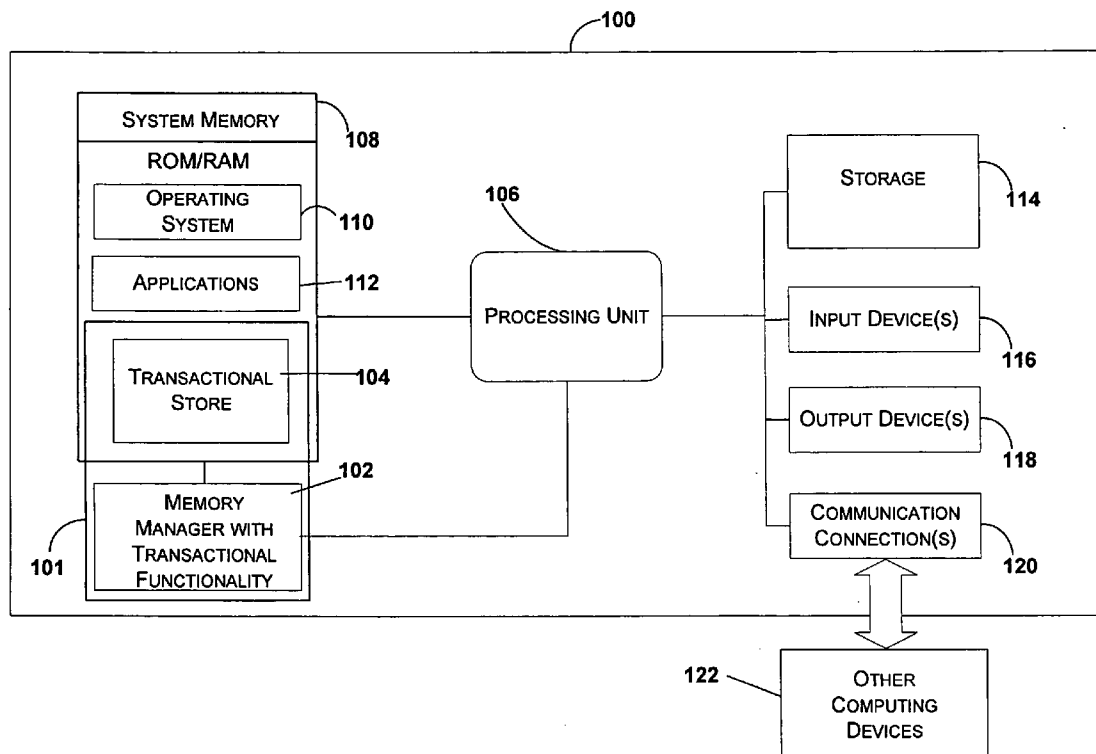 100
SYSTEM MEMORY
108
ROM/RAM
OPERATING
SYSTEM
110
APPLICATIONS
112
TRANSACTIONAL
STORE
104
102
MEMORY
MANAGER WITH
TRANSACTIONAL
FUNCTIONALITY
101
106
PROCESSING UNIT
STORAGE
114
INPUT DEVICE(S)
116
OUTPUT DEVICE(S)
118
COMMUNICATION
CONNECTION(S)
120
122
OTHER
COMPUTING
DEVICES